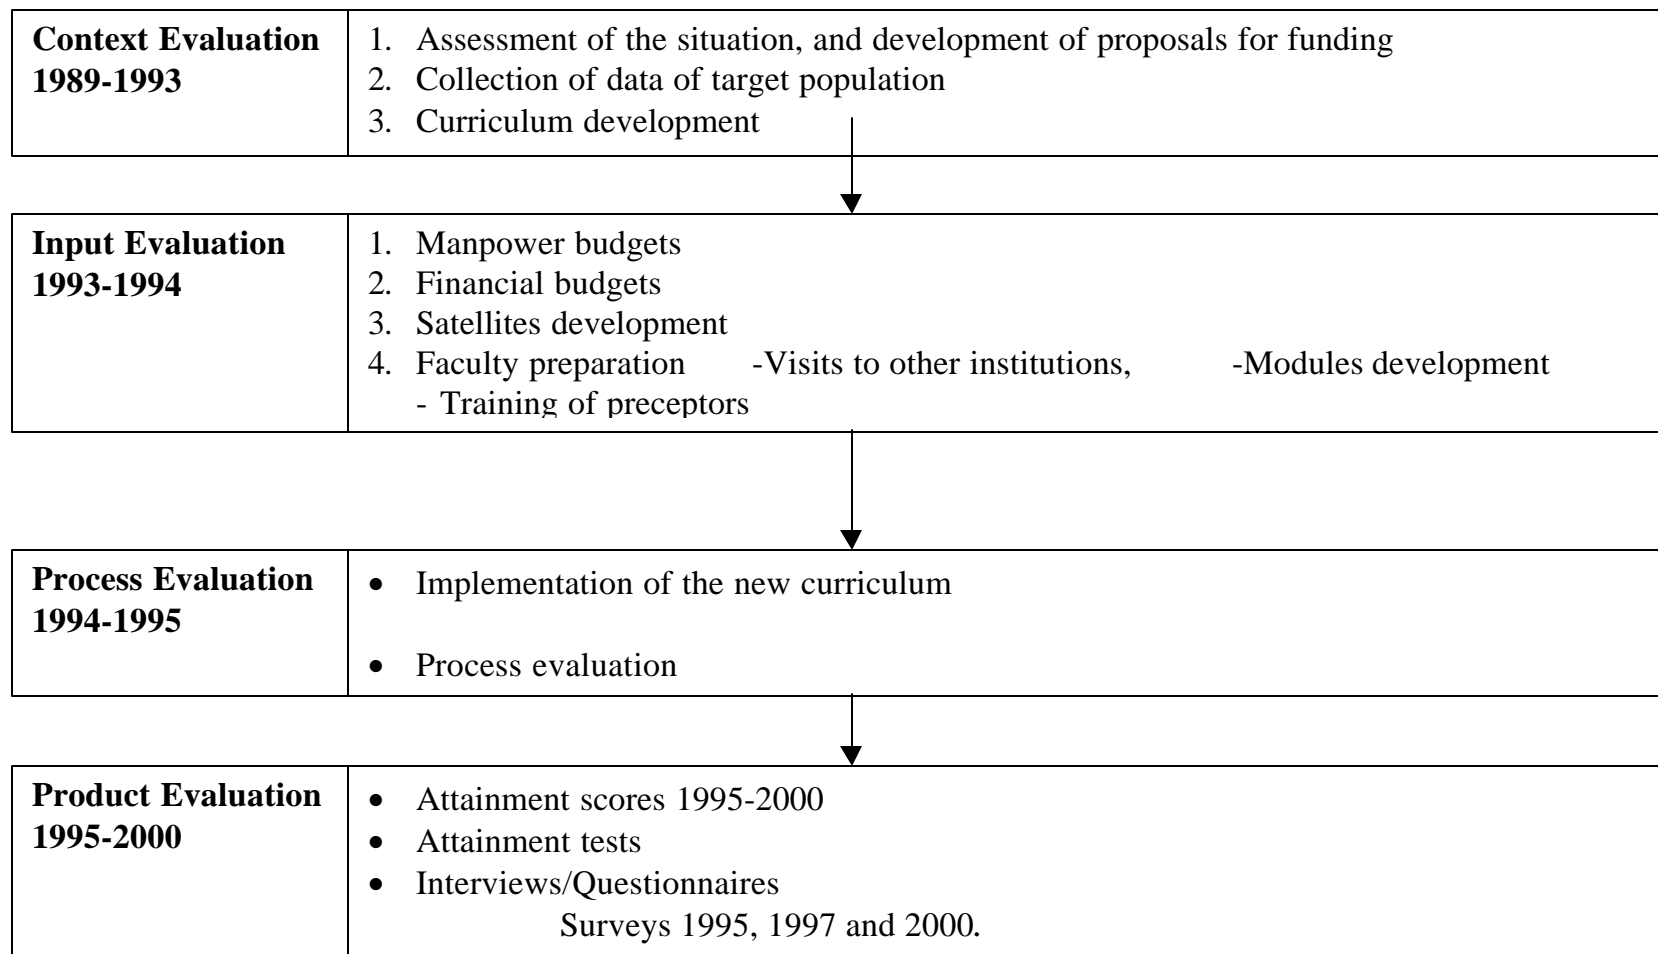 Context Evaluation
1989-1993
1. Assessment of the situation, and development of proposals for funding
2. Collection of data of target population
3. Curriculum development
Input Evaluation
1993-1994
1. Manpower budgets
2. Financial budgets
3. Satellites development
4. Faculty preparation -Visits to other institutions, -Modules development
- Training of preceptors
Process Evaluation
1994-1995
• Implementation of the new curriculum
• Process evaluation
Product Evaluation
1995-2000
• Attainment scores 1995-2000
• Attainment tests
• Interviews/Questionnaires
Surveys 1995, 1997 and 2000.